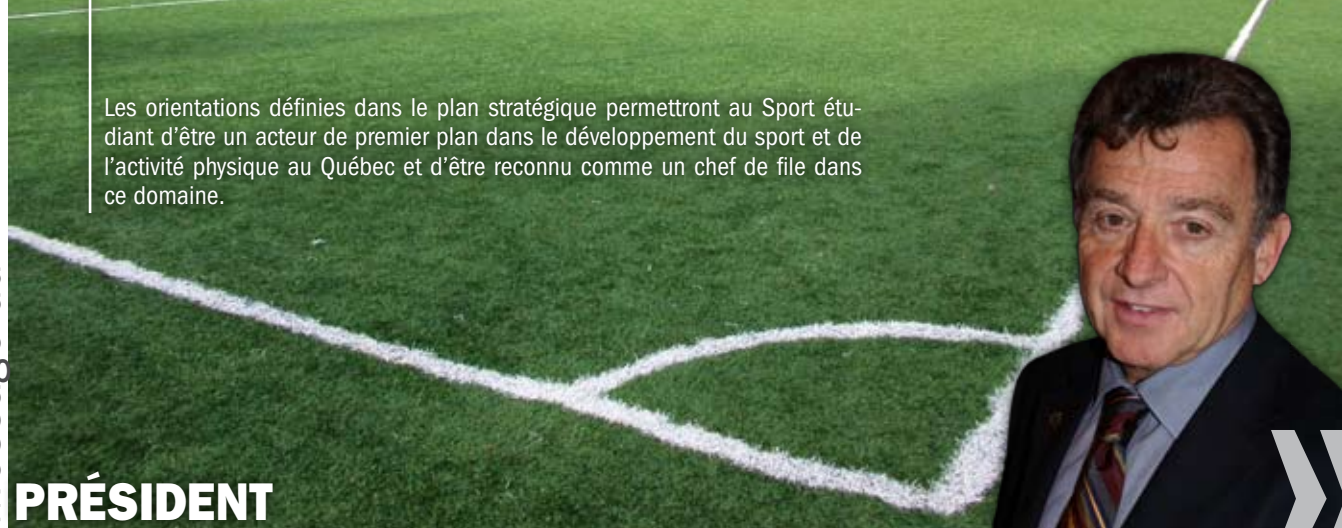 Les orientations définies dans le plan stratégique permettront au Sport étu-
diant d'être un acteur de premier plan dans le développement du sport et de
l'activité physique au Québec et d'être reconnu comme un chef de file dans
ce domaine.
PRÉSIDENT